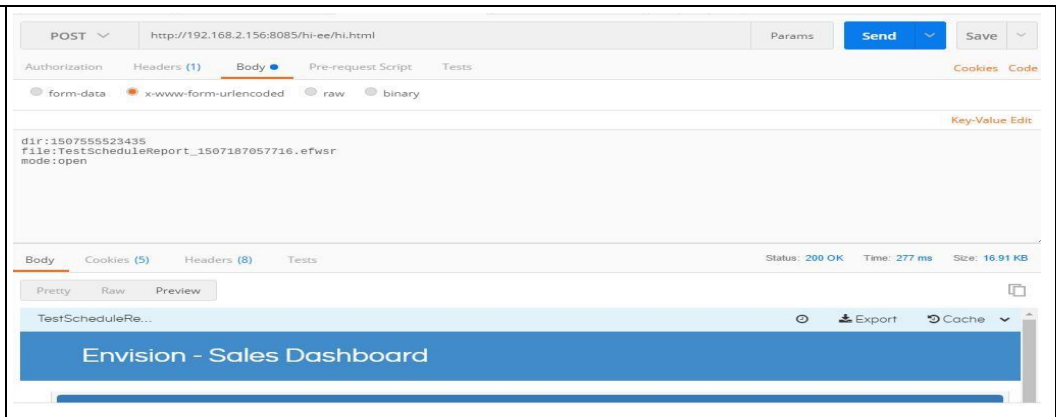 POST http://192.168.2.156:8085/hi-ee/hi.html Params Send Save
Authorization Headers (1) Body Pre-request Script Tests Cookies Code
form-data x-www-form-urlencoded raw binary
Key-Value Edit
dir:1507555523435
file:TestScheduleReport_1507187057716.efwsr
mode:open
Body Cookies (5) Headers (8) Tests Status: 200 OK Time: 277 ms Size: 16.91 KB
Pretty Raw Preview
TestScheduleRe... Export Cache
Envision - Sales Dashboard